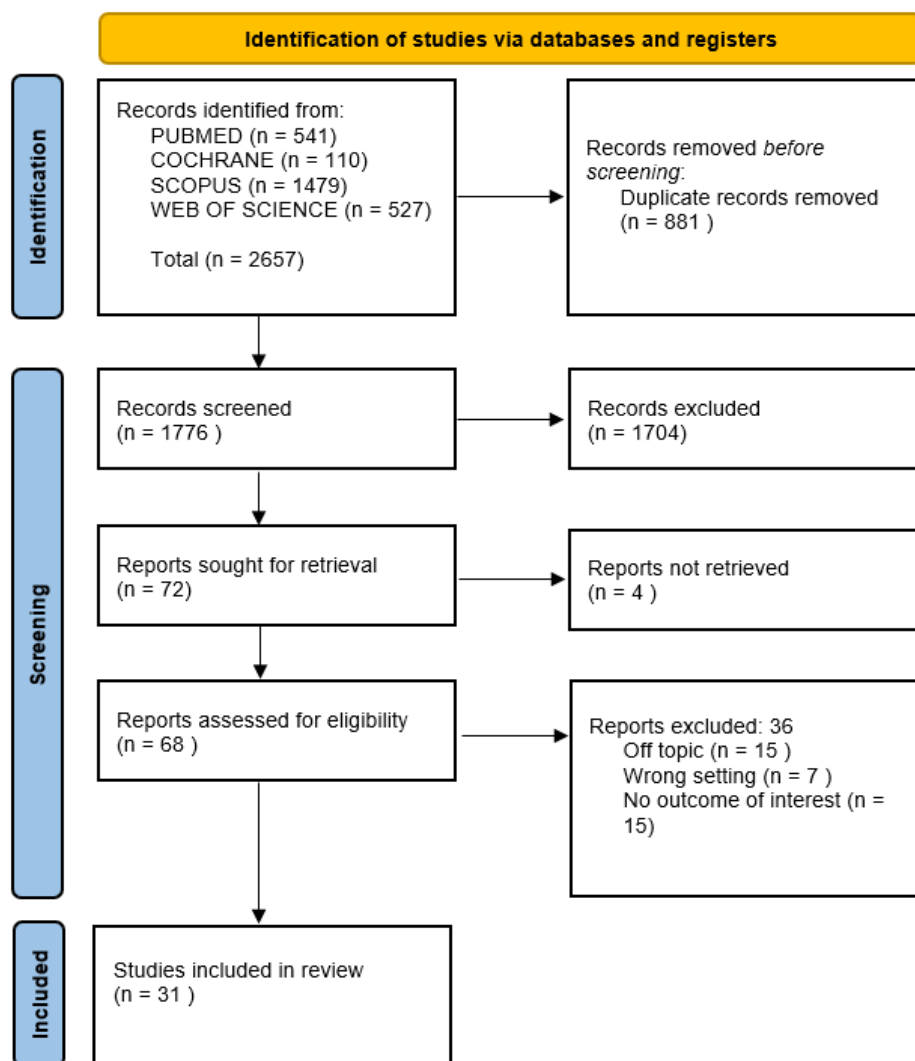 Identification of studies via databases and registers
Identification
Records identified from:
PUBMED (n = 541)
COCHRANE (n = 110)
SCOPUS (n = 1479)
WEB OF SCIENCE (n = 527)
Total (n = 2657)
Records removed before
screening:
Duplicate records removed
(n = 881 )
Screening
Records screened
(n = 1776 )
Records excluded
(n = 1704)
Reports sought for retrieval
(n = 72)
Reports not retrieved
(n = 4 )
Reports assessed for eligibility
(n = 68 )
Reports excluded: 36
Off topic (n = 15 )
Wrong setting (n = 7 )
No outcome of interest (n =
15)
Included
Studies included in review
(n = 31 )